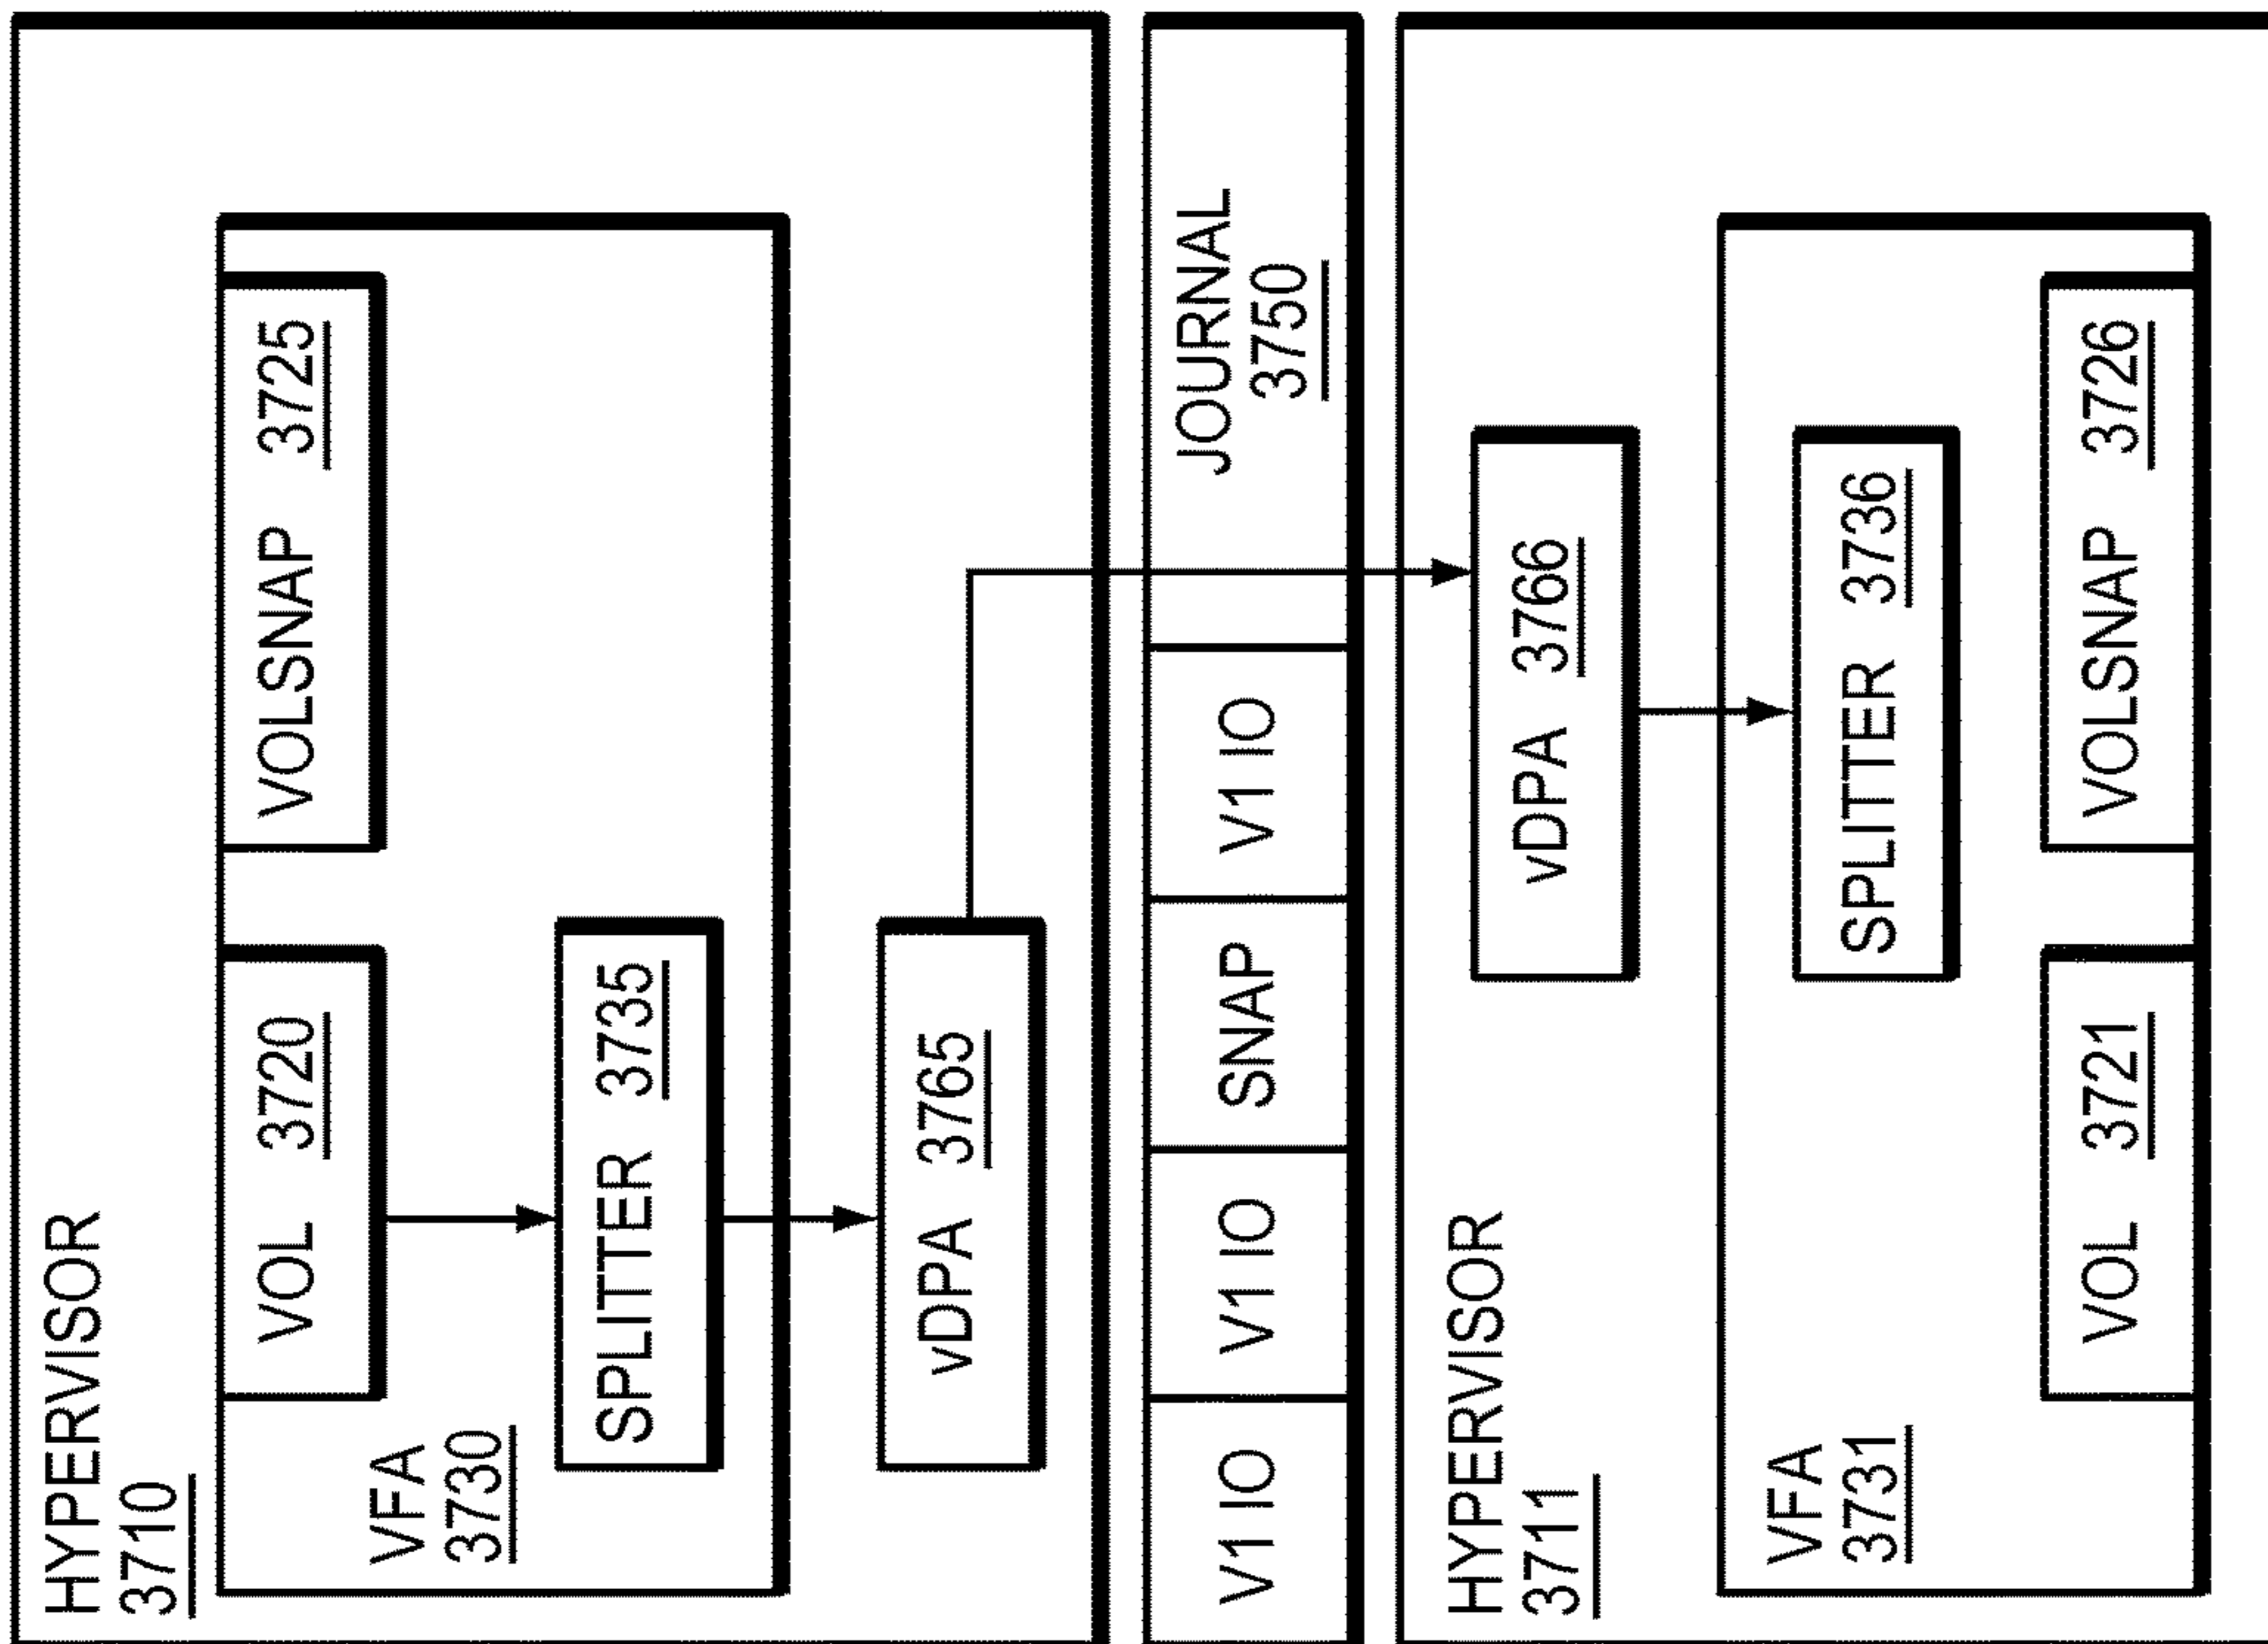 HYPERVISOR
3710
VOL 3720
VOLSNAP 3725
VFA
3730
SPLITTER 3735
vDPA 3765
V1 IO
V1 IO
SNAP
V1 IO
JOURNAL
3750
HYPERVISOR
3711
vDPA 3766
VFA
3731
SPLITTER 3736
VOL 3721
VOLSNAP 3726